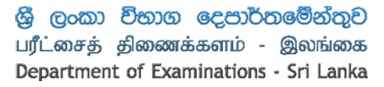 ශ්‍රී ලංකා විභාග දෙපාර්තමේන්තුව
பரீட்சைத் திணைக்களம் - இலங்கை
Department of Examinations - Sri Lanka